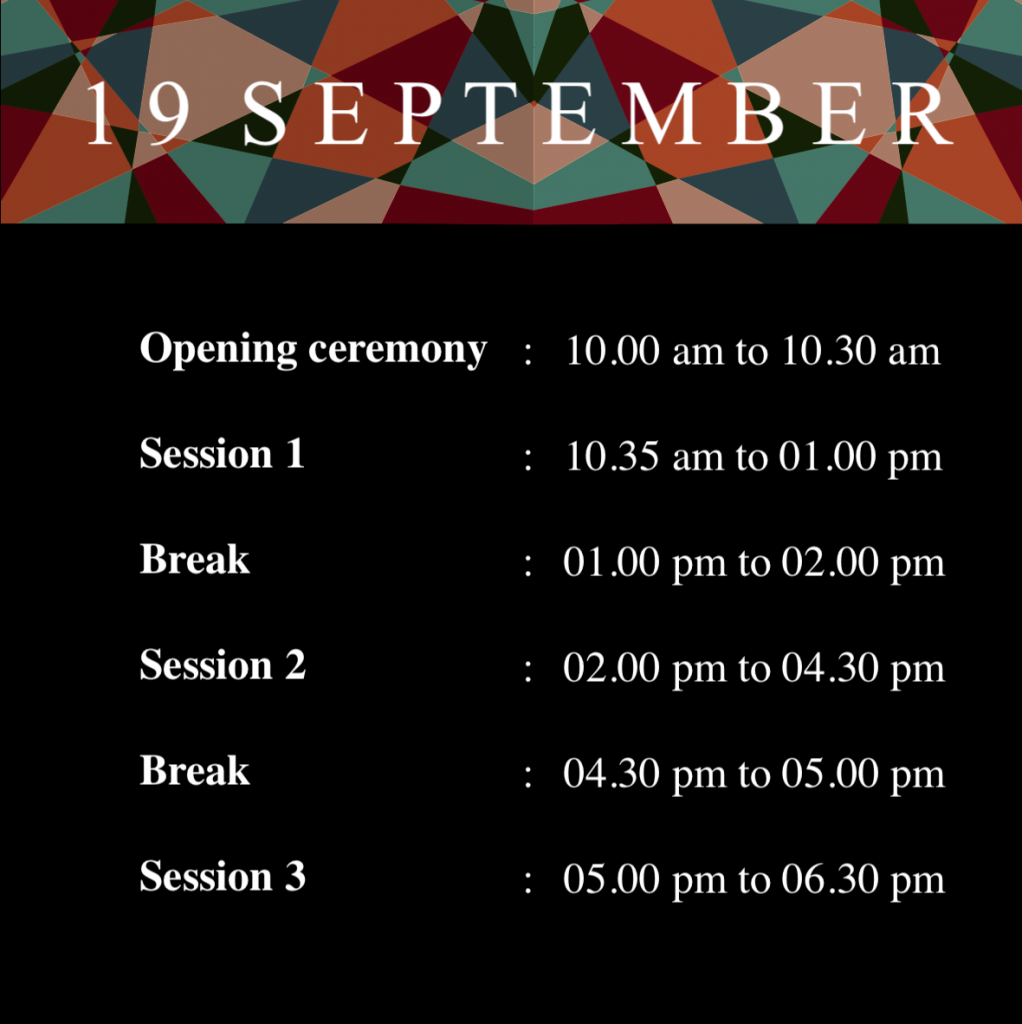 19 SEPTEMBER
Opening ceremony : 10.00 am to 10.30 am
Session 1 : 10.35 am to 01.00 pm
Break : 01.00 pm to 02.00 pm
Session 2 : 02.00 pm to 04.30 pm
Break : 04.30 pm to 05.00 pm
Session 3 : 05.00 pm to 06.30 pm